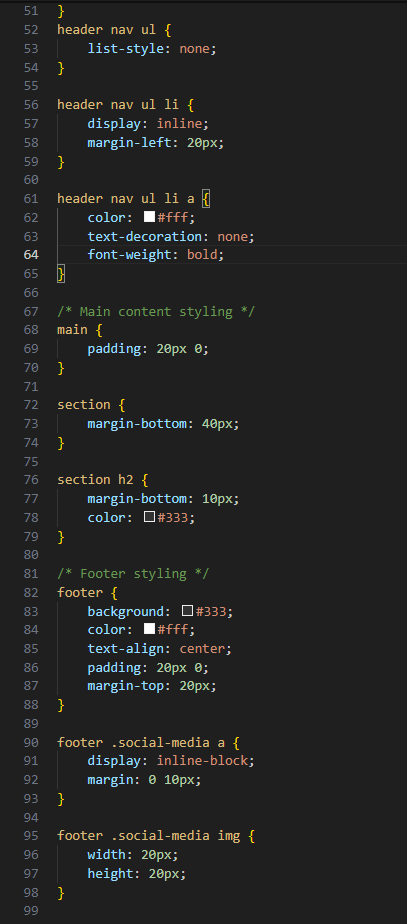 51 }
52 header nav ul {
53     list-style: none;
54 }
55
56 header nav ul li {
57     display: inline;
58     margin-left: 20px;
59 }
60
61 header nav ul li a {
62     color: #fff;
63     text-decoration: none;
64     font-weight: bold;
65 }
66
67 /* Main content styling */
68 main {
69     padding: 20px 0;
70 }
71
72 section {
73     margin-bottom: 40px;
74 }
75
76 section h2 {
77     margin-bottom: 10px;
78     color: #333;
79 }
80
81 /* Footer styling */
82 footer {
83     background: #333;
84     color: #fff;
85     text-align: center;
86     padding: 20px 0;
87     margin-top: 20px;
88 }
89
90 footer .social-media a {
91     display: inline-block;
92     margin: 0 10px;
93 }
94
95 footer .social-media img {
96     width: 20px;
97     height: 20px;
98 }
99